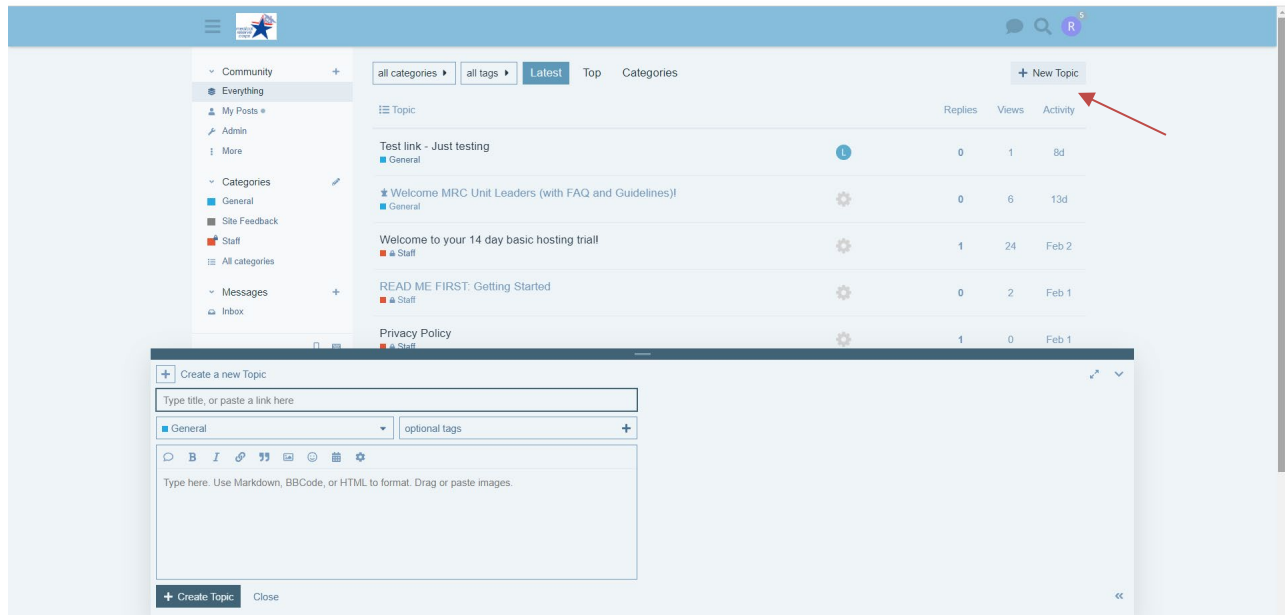 R
5
Community
Everything
My Posts
Admin
More
Categories
General
Site Feedback
Staff
All categories
Messages
Inbox
all categories
all tags
Latest
Top
Categories
+ New Topic
Topic
Replies
Views
Activity
Test link - Just testing
General
L
0
1
8d
Welcome MRC Unit Leaders (with FAQ and Guidelines)!
General
0
6
13d
Welcome to your 14 day basic hosting trial!
Staff
1
24
Feb 2
READ ME FIRST: Getting Started
Staff
0
2
Feb 1
Privacy Policy
Staff
1
0
Feb 1
Create a new Topic
Type title, or paste a link here
General
optional tags
B I
Type here. Use Markdown, BBCode, or HTML to format. Drag or paste images.
+ Create Topic
Close